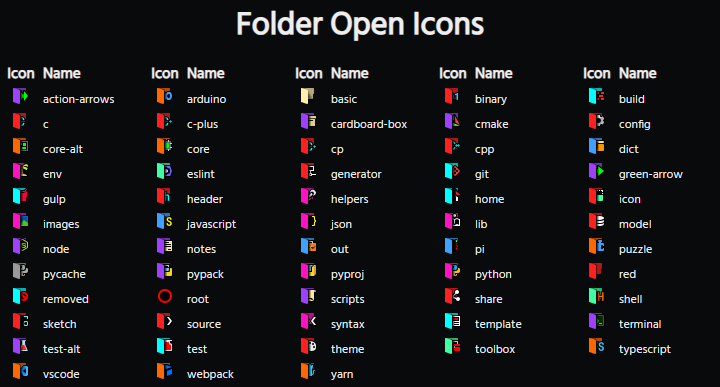 Folder Open Icons
Icon Name Icon Name Icon Name Icon Name Icon Name
action-arrows arduino basic binary build
c c-plus cardboard-box cmake config
core-alt core cp cpp dict
env eslint generator git green-arrow
gulp header helpers home icon
images javascript json lib model
node notes out pi puzzle
pycache pypack pyproj python red
removed root scripts share shell
sketch source syntax template terminal
test-alt test theme toolbox typescript
vscode webpack yarn